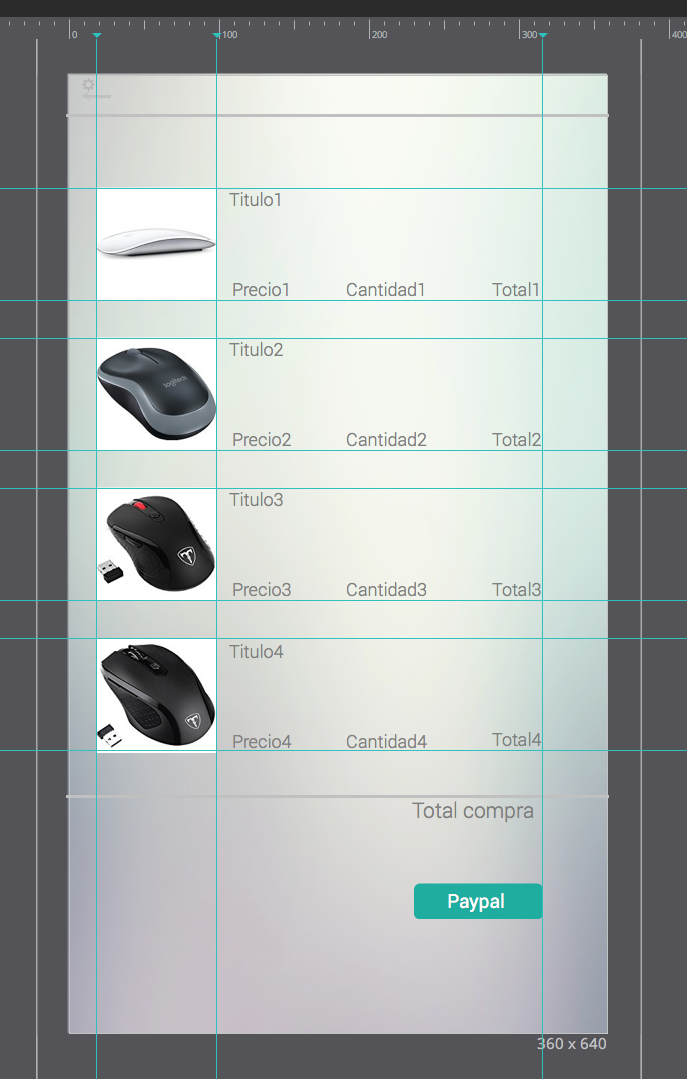 0 100 200 300 400
Titulo1
Precio1 Cantidad1 Total1
logitech
Titulo2
Precio2 Cantidad2 Total2
Titulo3
Precio3 Cantidad3 Total3
Titulo4
Precio4 Cantidad4 Total4
Total compra
Paypal
360 x 640